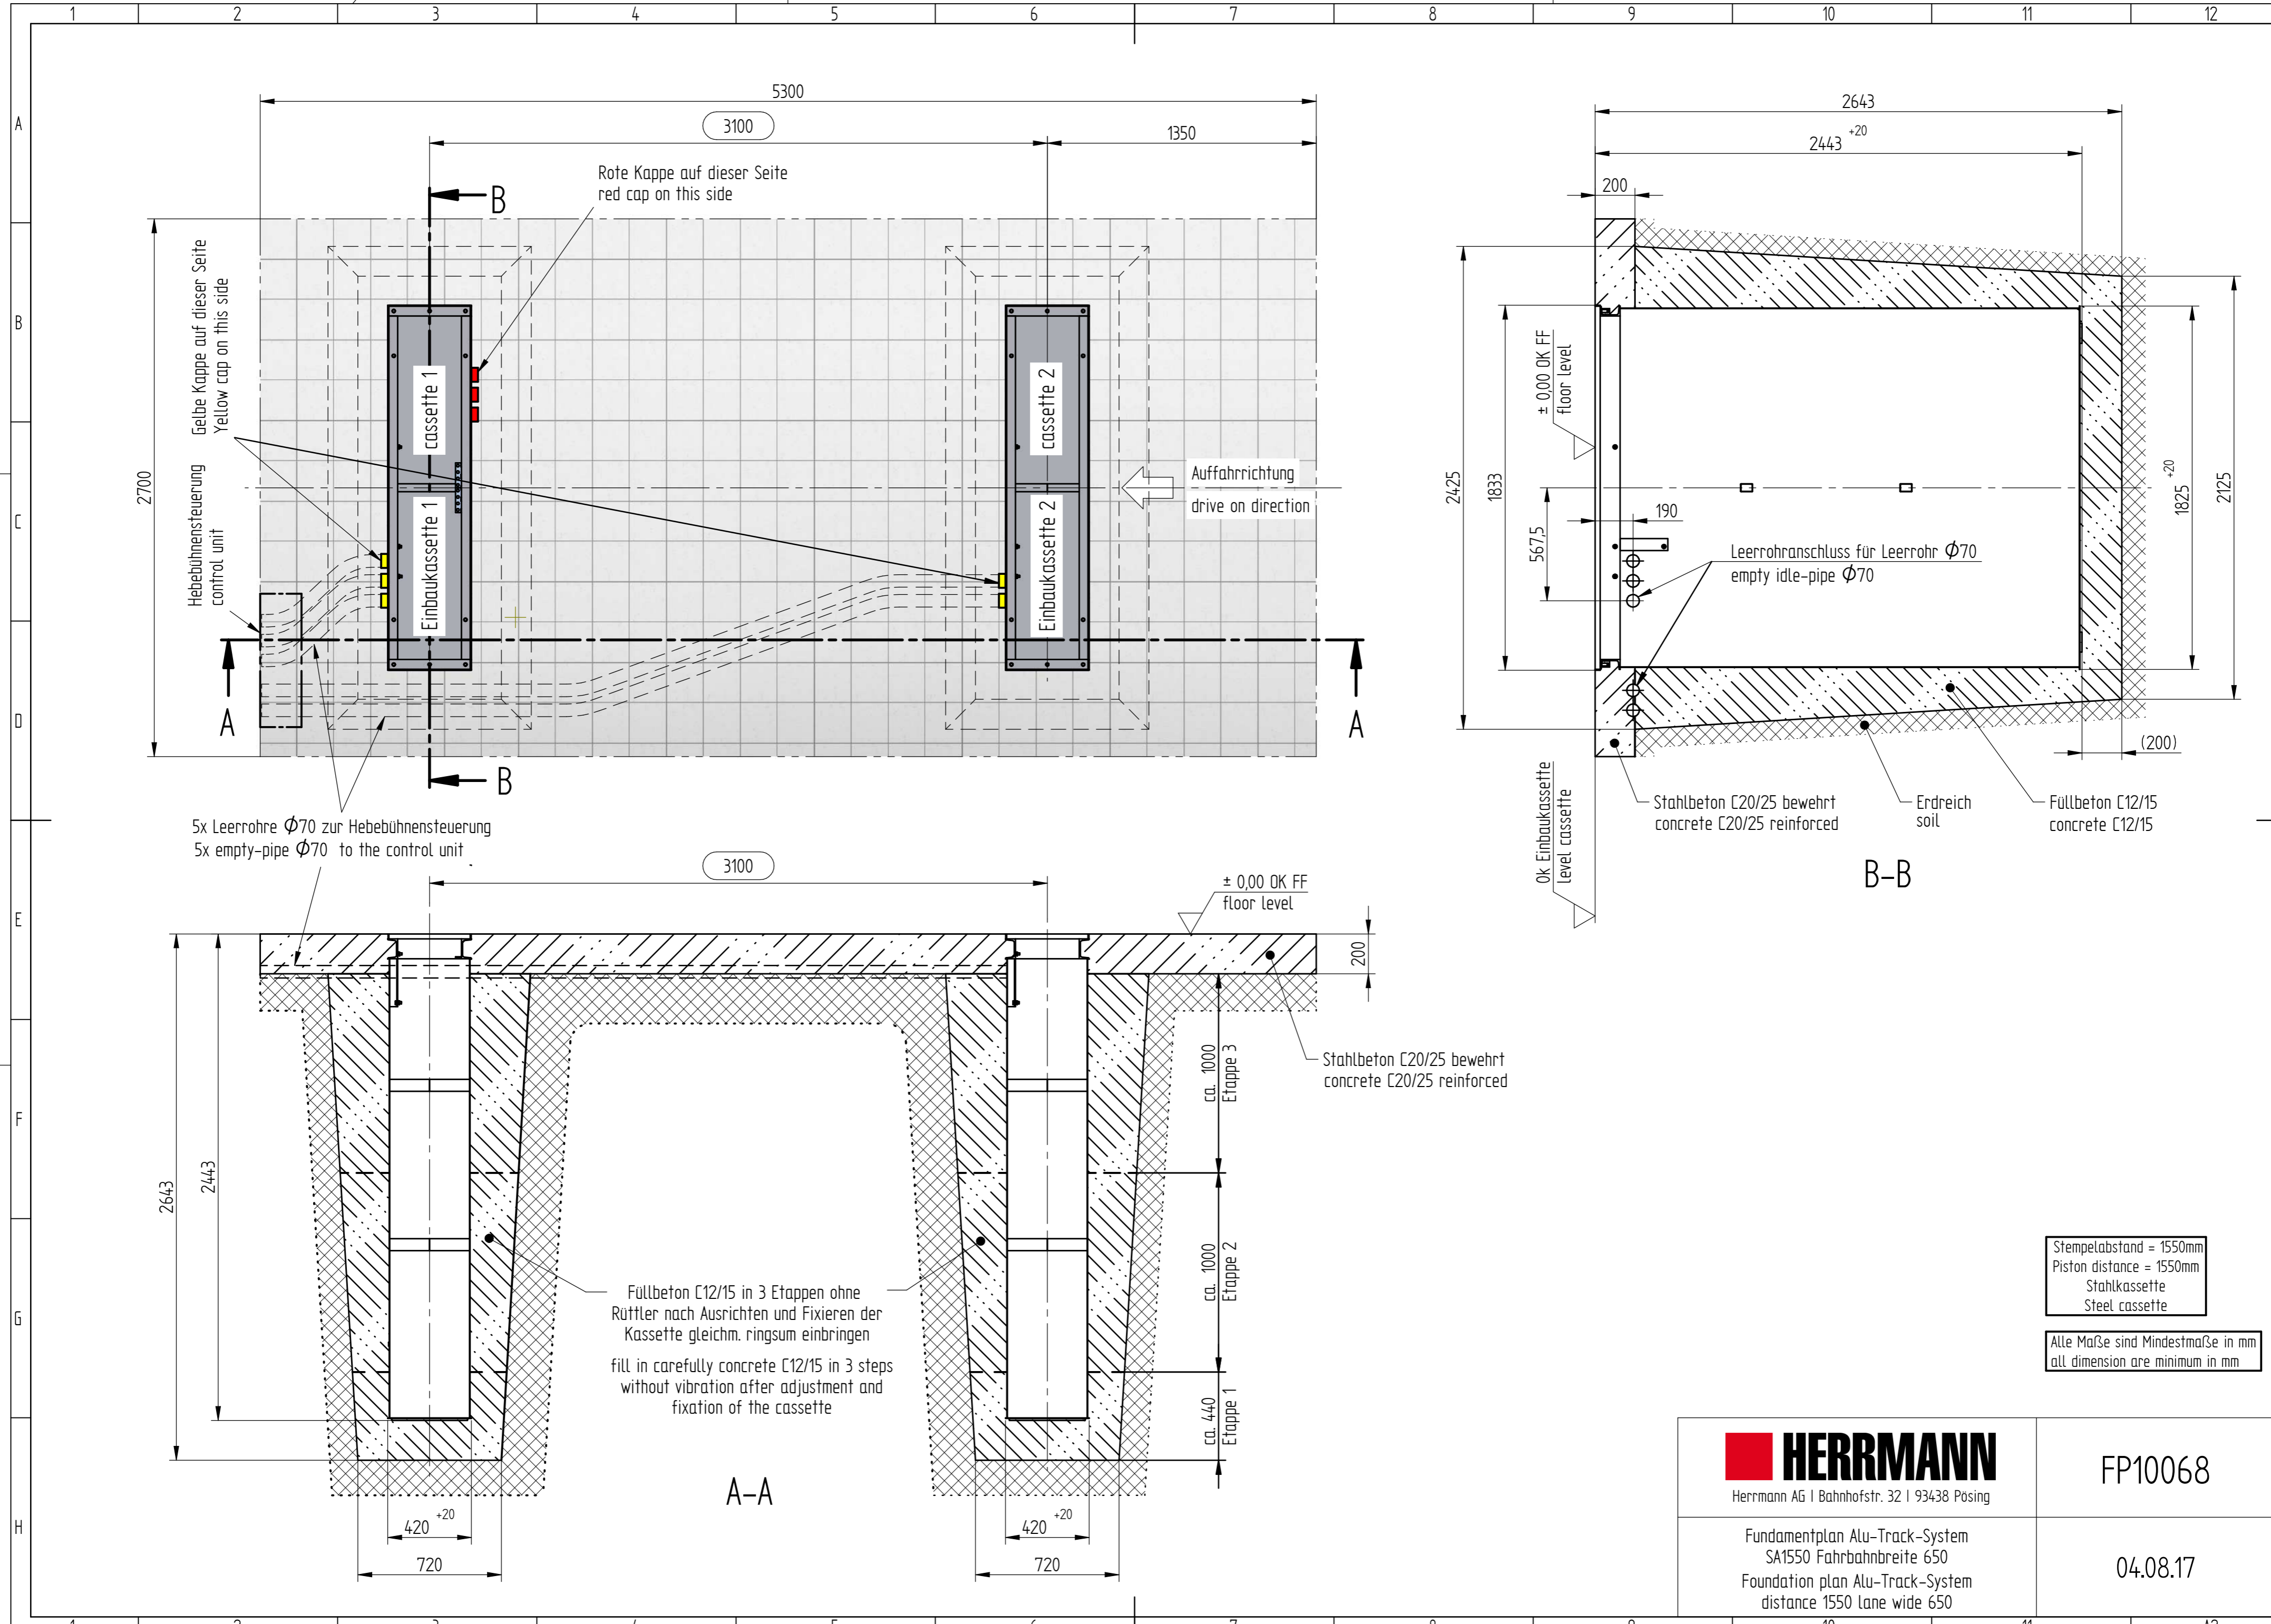 1 2 3 4 5 6 7 8 9 10 11 12
A
B
C
D
E
F
G
H
5300
3100
1350
Rote Kappe auf dieser Seite
red cap on this side
B
Gelbe Kappe auf dieser Seite
Yellow cap on this side
Hebebühnensteuerung
control unit
2700
cassette 1
Einbaukassette 1
cassette 2
Einbaukassette 2
Auffahrrichtung
drive on direction
A
A
B
5x Leerrohre Φ70 zur Hebebühnensteuerung
5x empty-pipe Φ70 to the control unit
2643
2443 +20
200
2425
1833
± 0,00 OK FF
floor level
567,5
190
Leerrohranschluss für Leerrohr Φ70
empty idle-pipe Φ70
1825 +20
2125
(200)
Ok Einbaukassette
level cassette
Stahlbeton C20/25 bewehrt
concrete C20/25 reinforced
Erdreich
soil
Füllbeton C12/15
concrete C12/15
B-B
3100
± 0,00 OK FF
floor level
200
2643
2443
ca. 1000
Etappe 3
ca. 1000
Etappe 2
ca. 440
Etappe 1
Stahlbeton C20/25 bewehrt
concrete C20/25 reinforced
Füllbeton C12/15 in 3 Etappen ohne
Rüttler nach Ausrichten und Fixieren der
Kassette gleichm. ringsum einbringen
fill in carefully concrete C12/15 in 3 steps
without vibration after adjustment and
fixation of the cassette
A-A
420 +20
720
420 +20
720
Stempelabstand = 1550mm
Piston distance = 1550mm
Stahlkassette
Steel cassette
Alle Maße sind Mindestmaße in mm
all dimension are minimum in mm
HERRMANN
Herrmann AG | Bahnhofstr. 32 | 93438 Pösing
FP10068
Fundamentplan Alu-Track-System
SA1550 Fahrbahnbreite 650
Foundation plan Alu-Track-System
distance 1550 lane wide 650
04.08.17